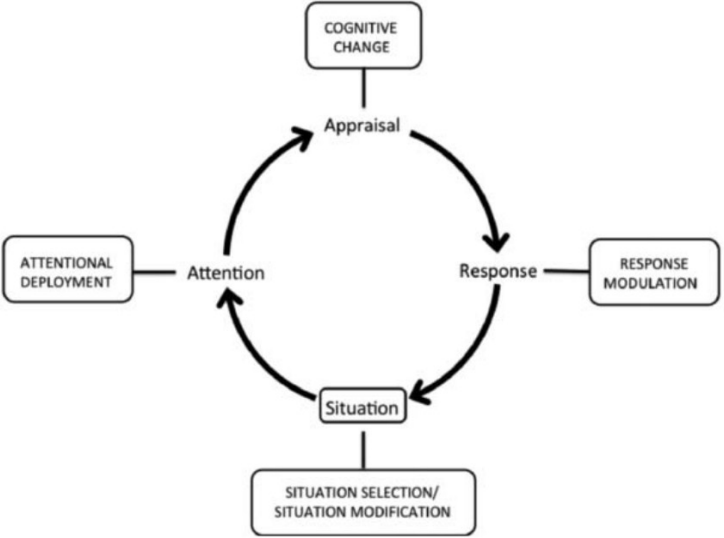 COGNITIVE
CHANGE
Appraisal
ATTENTIONAL
DEPLOYMENT
Attention
Response
RESPONSE
MODULATION
Situation
SITUATION SELECTION/
SITUATION MODIFICATION